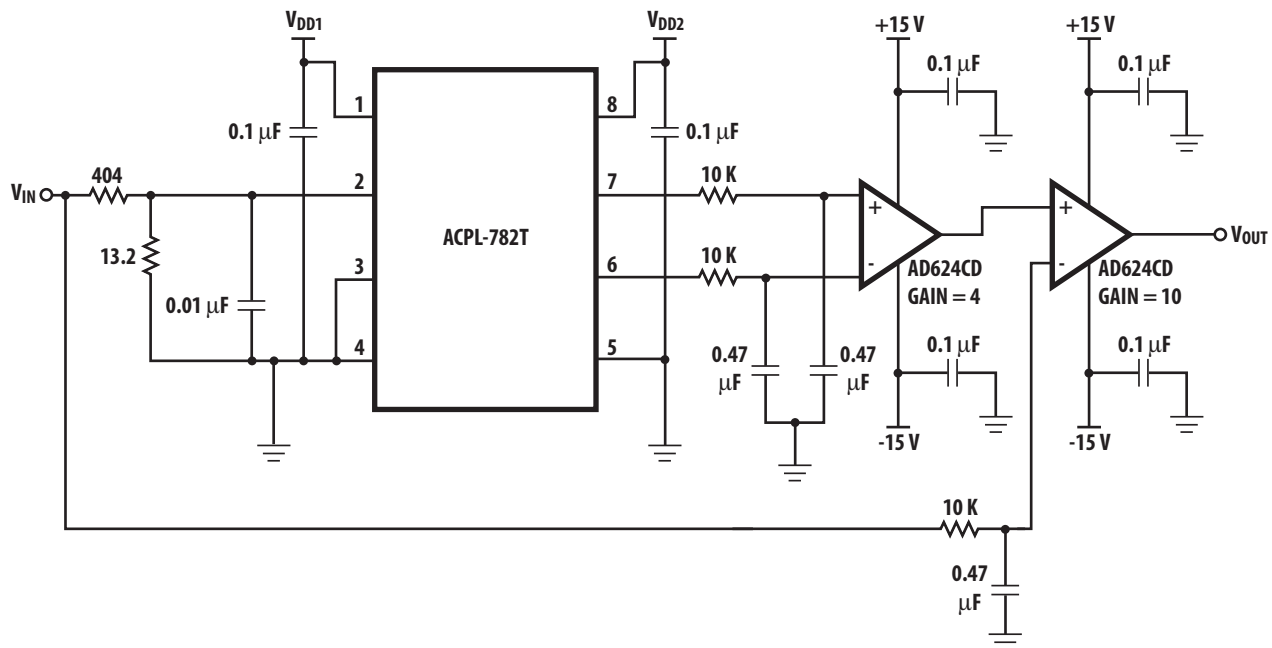 VDD1
VDD2
+15 V
+15 V
0.1 μF
0.1 μF
1
8
0.1 μF
0.1 μF
404
VIN
2
7
10 K
13.2
ACPL-782T
+
-
+
-
VOUT
3
6
10 K
AD624CD
GAIN = 4
AD624CD
GAIN = 10
0.01 μF
4
5
0.47
μF
0.47
μF
0.1 μF
0.1 μF
-15 V
-15 V
10 K
0.47
μF